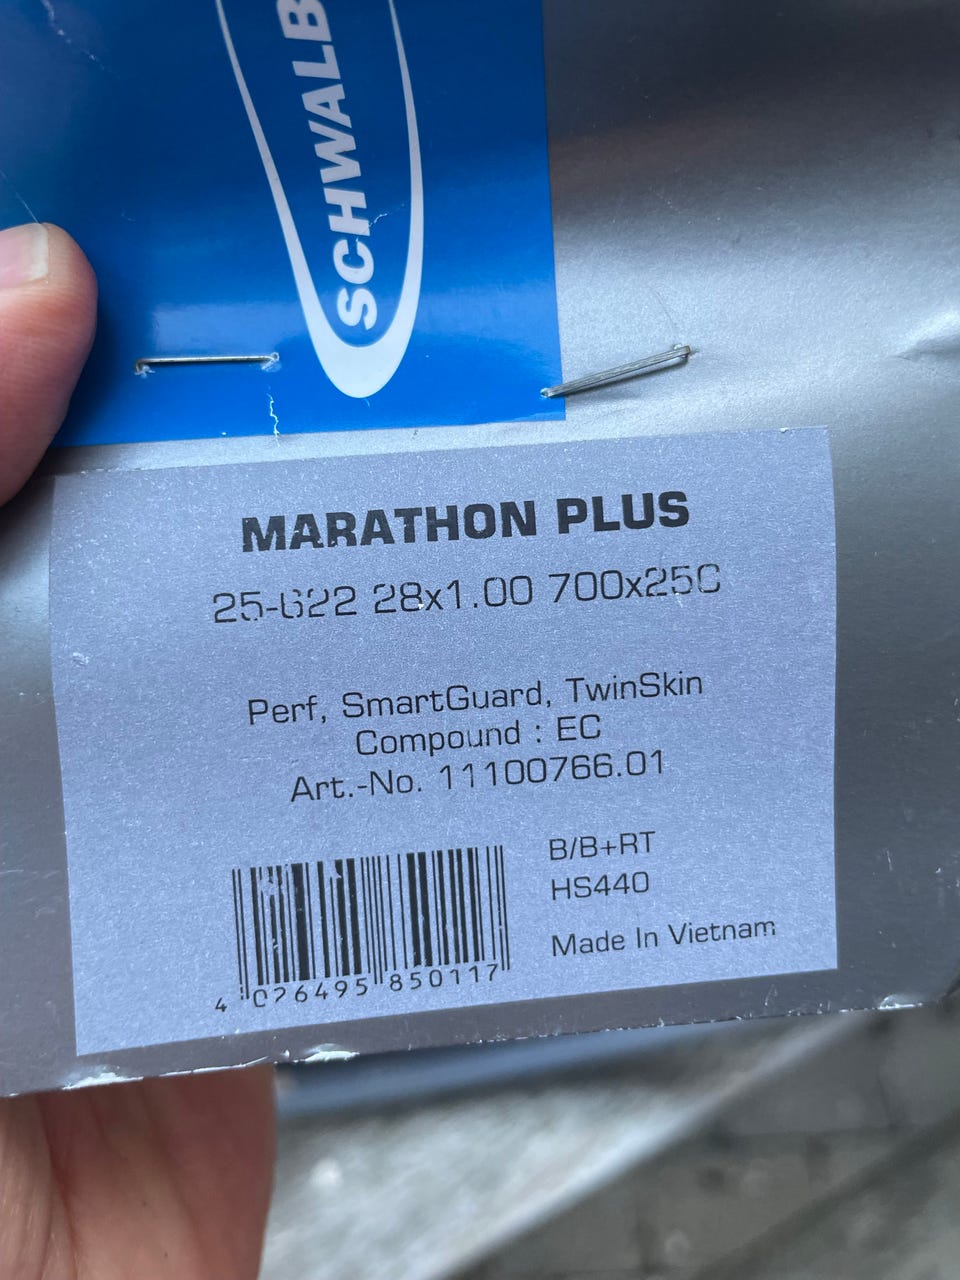 SCHWALB
MARATHON PLUS
25-622 28x1.00 700x25C
Perf, SmartGuard, TwinSkin
Compound : EC
Art.-No. 11100766.01
B/B+RT
HS440
Made In Vietnam
4 026495 850117